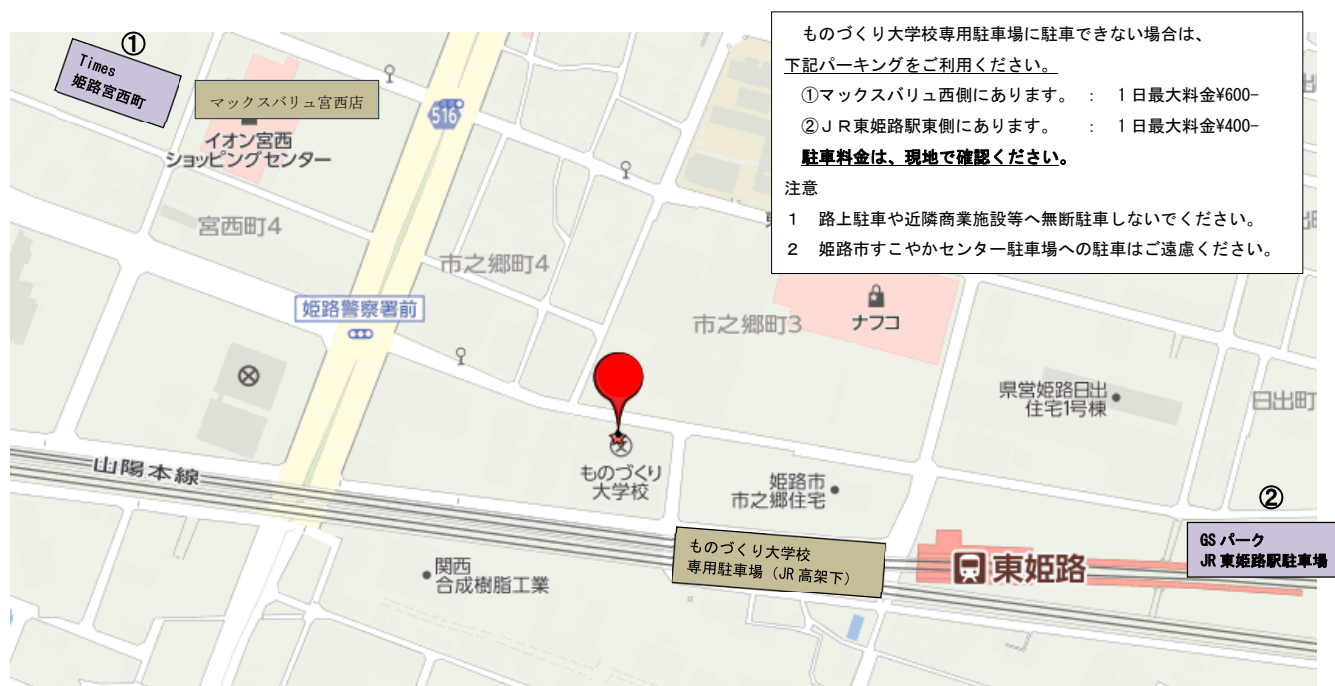 ①
Times
姫路宮西町
マックスバリュ宮西店
イオン宮西
ショッピングセンター
516
宮西町4
市之郷町4
姫路警察署前
ものづくり大学校専用駐車場に駐車できない場合は、
下記パーキングをご利用ください。
①マックスバリュ西側にあります。 : 1日最大料金¥600-
②JR東姫路駅東側にあります。 : 1日最大料金¥400-
駐車料金は、現地で確認ください。
注意
1 路上駐車や近隣商業施設等へ無断駐車しないでください。
2 姫路市すこやかセンター駐車場への駐車はご遠慮ください。
市之郷町3
ナフコ
県営姫路日出
住宅1号棟
日出町
山陽本線
ものづくり
大学校
姫路市
市之郷住宅
②
GSパーク
JR東姫路駅駐車場
ものづくり大学校
専用駐車場(JR高架下)
東姫路
関西
合成樹脂工業